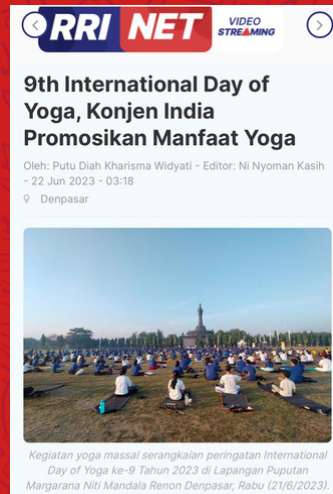 RRI NET VIDEO
STREAMING
9th International Day of
Yoga, Konjen India
Promosikan Manfaat Yoga
Oleh: Putu Diah Kharisma Widyati - Editor: Ni Nyoman Kasih
- 22 Jun 2023 - 03:18
Denpasar
Kegiatan yoga massal serangkaian peringatan International
Day of Yoga ke-9 Tahun 2023 di Lapangan Puputan
Margarana Niti Mandala Renon Denpasar, Rabu (21/6/2023).